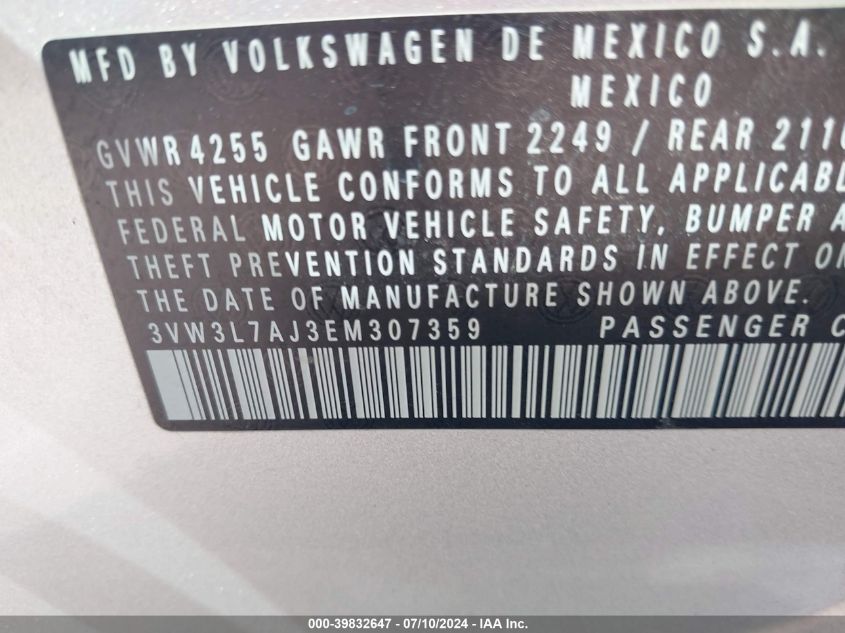 MFD BY VOLKSWAGEN DE MEXICO S.A.
MEXICO
GVWR 4255 GAWR FRONT 2249 / REAR
THIS VEHICLE CONFORMS TO ALL
FEDERAL MOTOR VEHICLE SAFETY, BUMPER
THEFT PREVENTION STANDARDS IN EFFECT
THE DATE OF MANUFACTURE SHOWN ABOVE.
3VW3L7AJ3EM307359 PASSENGER
000-39832647 - 07/10/2024 - IAA Inc.